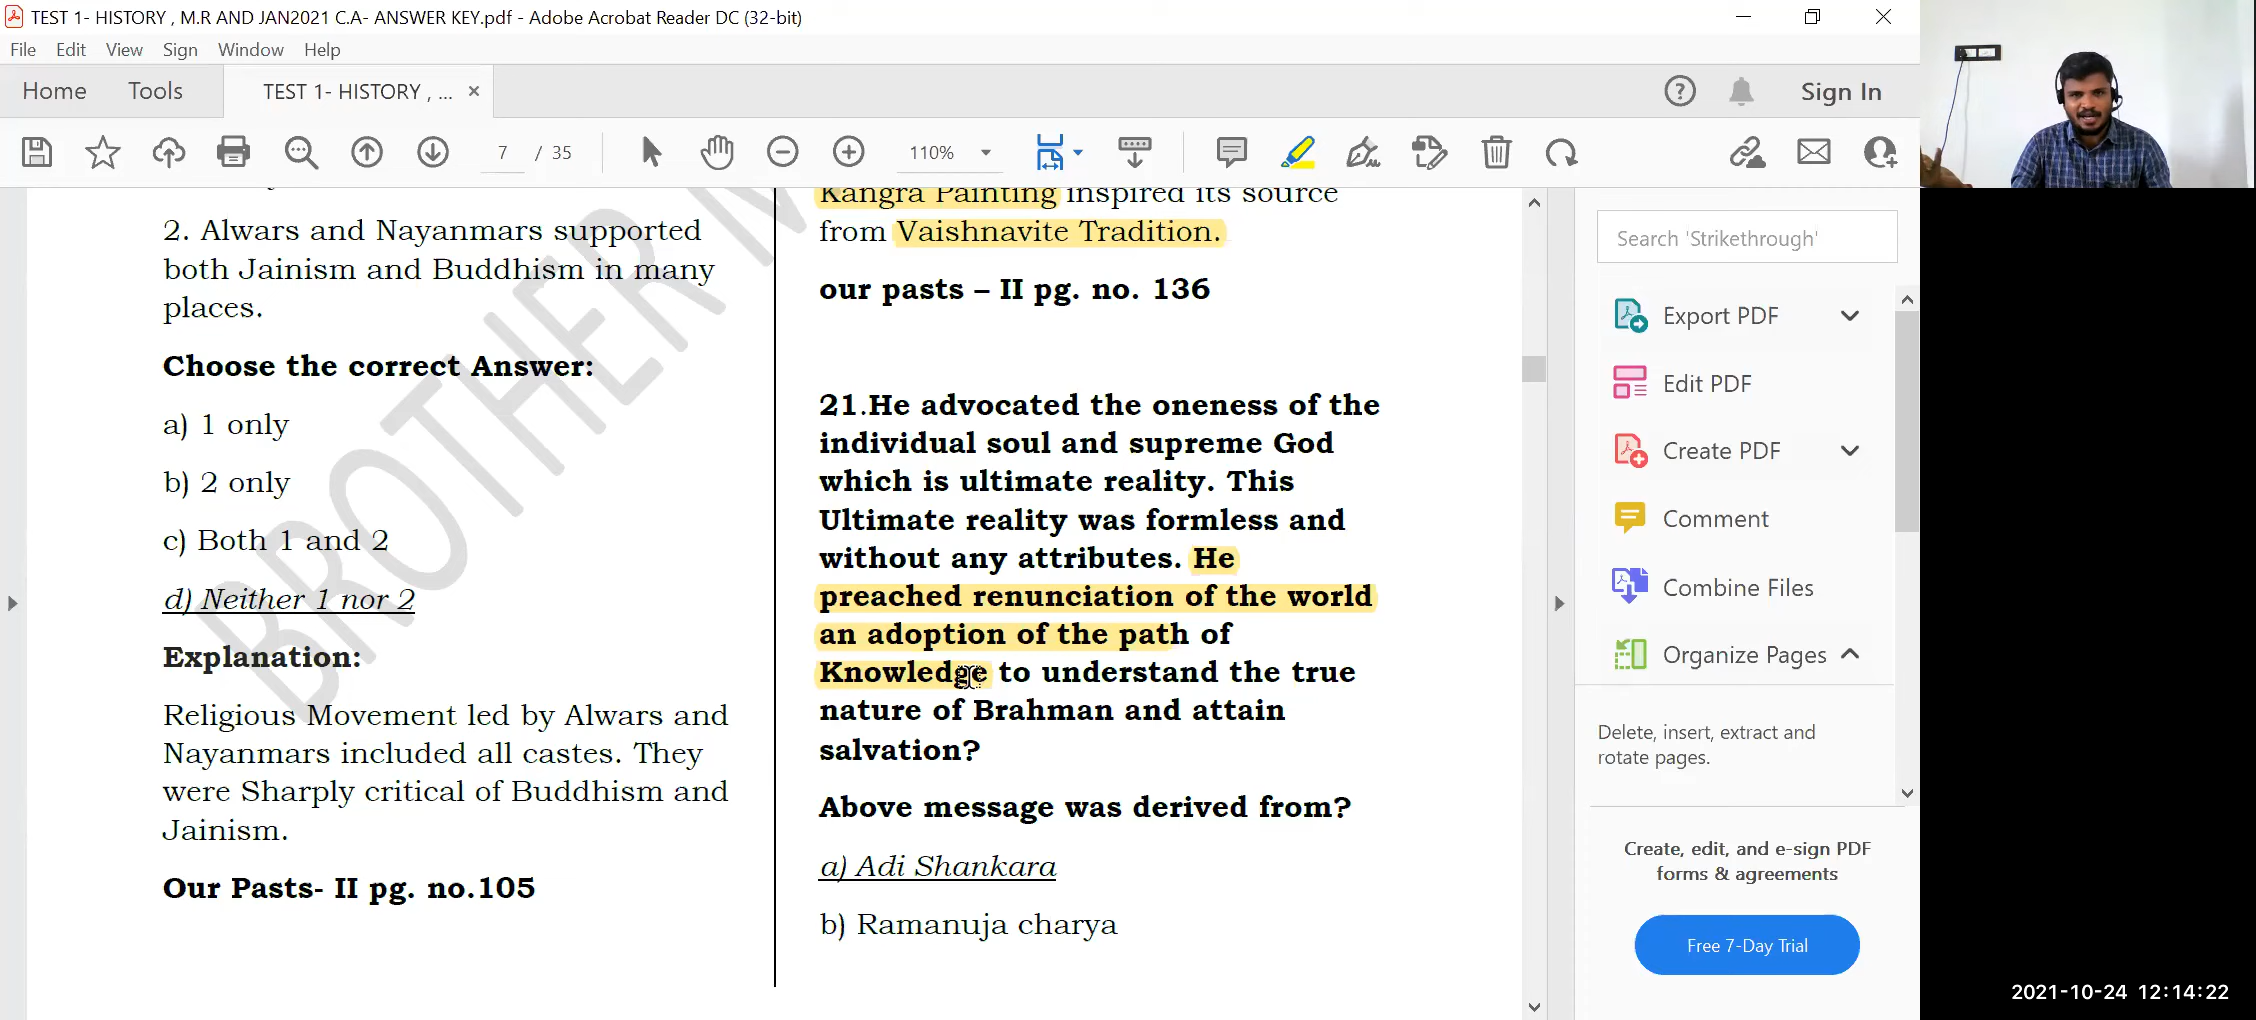 TEST 1- HISTORY , M.R AND JAN2021 C.A- ANSWER KEY.pdf - Adobe Acrobat Reader DC (32-bit)
File Edit View Sign Window Help
Home Tools TEST 1- HISTORY , ... ×
Sign In
7 / 35
110%
2. Alwars and Nayanmars supported
both Jainism and Buddhism in many
places.
Choose the correct Answer:
a) 1 only
b) 2 only
c) Both 1 and 2
d) Neither 1 nor 2
Explanation:
Religious Movement led by Alwars and
Nayanmars included all castes. They
were Sharply critical of Buddhism and
Jainism.
Our Pasts- II pg. no.105
BROTHER M
Kangra Painting inspired its source
from Vaishnavite Tradition.
our pasts – II pg. no. 136
21.He advocated the oneness of the
individual soul and supreme God
which is ultimate reality. This
Ultimate reality was formless and
without any attributes. He
preached renunciation of the world
an adoption of the path of
Knowledge to understand the true
nature of Brahman and attain
salvation?
Above message was derived from?
a) Adi Shankara
b) Ramanuja charya
Search 'Strikethrough'
Export PDF
Edit PDF
Create PDF
Comment
Combine Files
Organize Pages
Delete, insert, extract and
rotate pages.
Create, edit, and e-sign PDF
forms & agreements
Free 7-Day Trial
2021-10-24 12:14:22